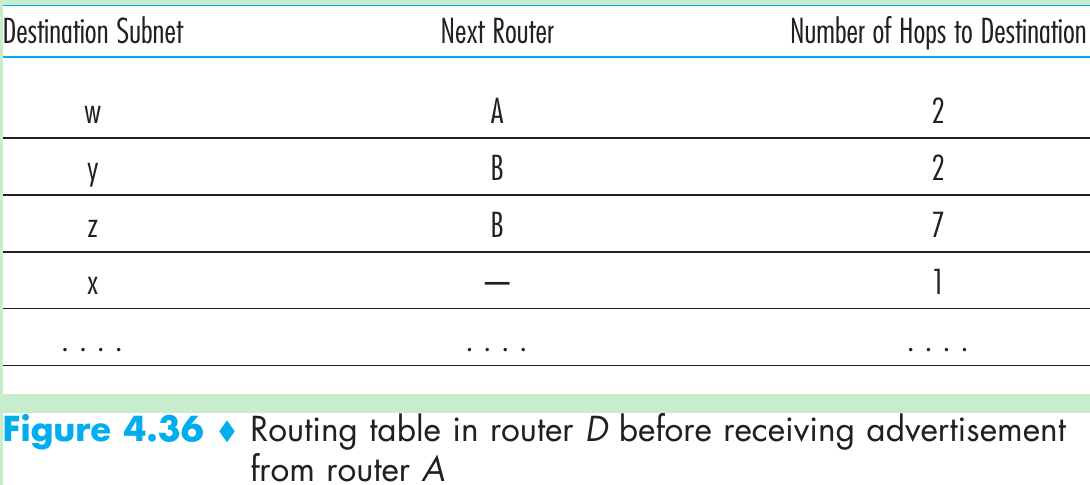 Destination Subnet Next Router Number of Hops to Destination
w A 2
y B 2
z B 7
x — 1
. . . . . . . . . . . .
Figure 4.36 ♦ Routing table in router D before receiving advertisement
from router A